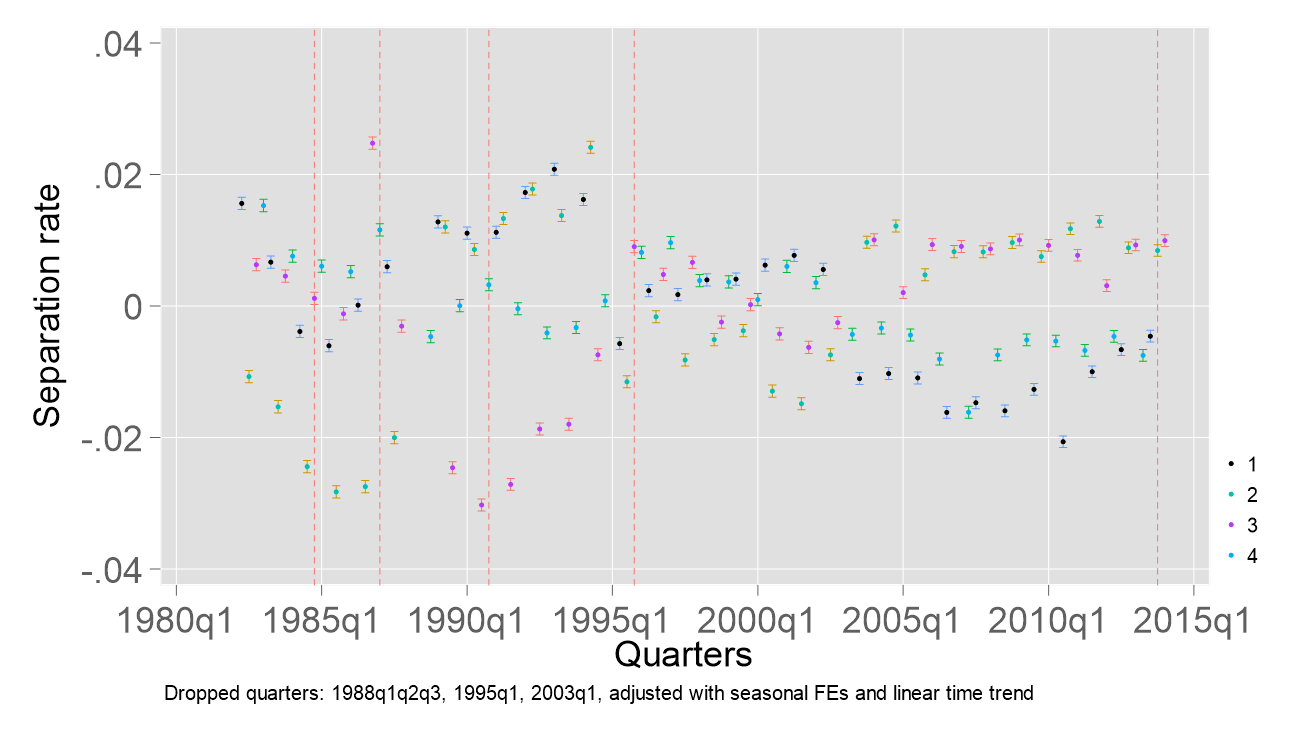 .04
.02
0
-.02
-.04
Separation rate
1980q1 1985q1 1990q1 1995q1 2000q1 2005q1 2010q1 2015q1
Quarters
1
2
3
4
Dropped quarters: 1988q1q2q3, 1995q1, 2003q1, adjusted with seasonal FEs and linear time trend